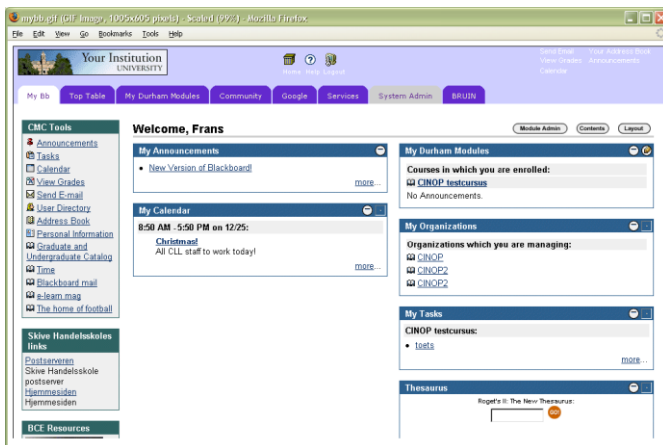 mybb.gif (GIF Image, 1005x605 pixels) - Scaled (99%) - Mozilla Firefox
File Edit View Go Bookmarks Tools Help
Your Institution
UNIVERSITY
Home Help Logout
Send Email Your Address Book
View Grades Announcements
Calendar
My Bb Top Table My Durham Modules Community Google Services System Admin BRUIN
CMC Tools
Announcements
Tasks
Calendar
View Grades
Send E-mail
User Directory
Address Book
Personal Information
Graduate and
Undergraduate Catalog
Time
Blackboard mail
e-learn mag
The home of football
Skive Handelsskoles
links
Postserveren
Skive Handelsskole
postserver
Hjemmesiden
Hjemmesiden
BCE Resources
Welcome, Frans
Module Admin Contents Layout
My Announcements
New Version of Blackboard!
more...
My Calendar
8:50 AM -5:50 PM on 12/25:
Christmas!
All CLL staff to work today!
more...
My Durham Modules
Courses in which you are enrolled:
CINOP testcursus
No Announcements.
My Organizations
Organizations which you are managing:
CINOP
CINOP2
CINOP2
My Tasks
CINOP testcursus:
toets
more...
Thesaurus
Roget's II: The New Thesaurus:
GO!